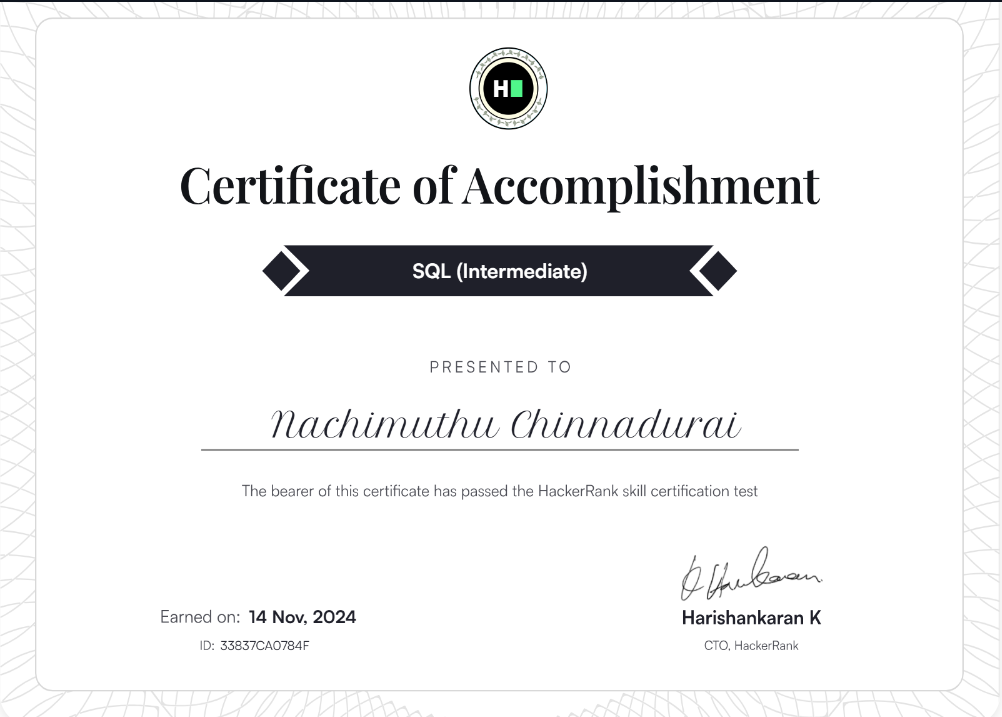 H
Certificate of Accomplishment
SQL (Intermediate)
PRESENTED TO
Nachimuthu Chinnadurai
The bearer of this certificate has passed the HackerRank skill certification test
Earned on: 14 Nov, 2024
ID: 33837CA0784F
Harishankaran K
CTO, HackerRank